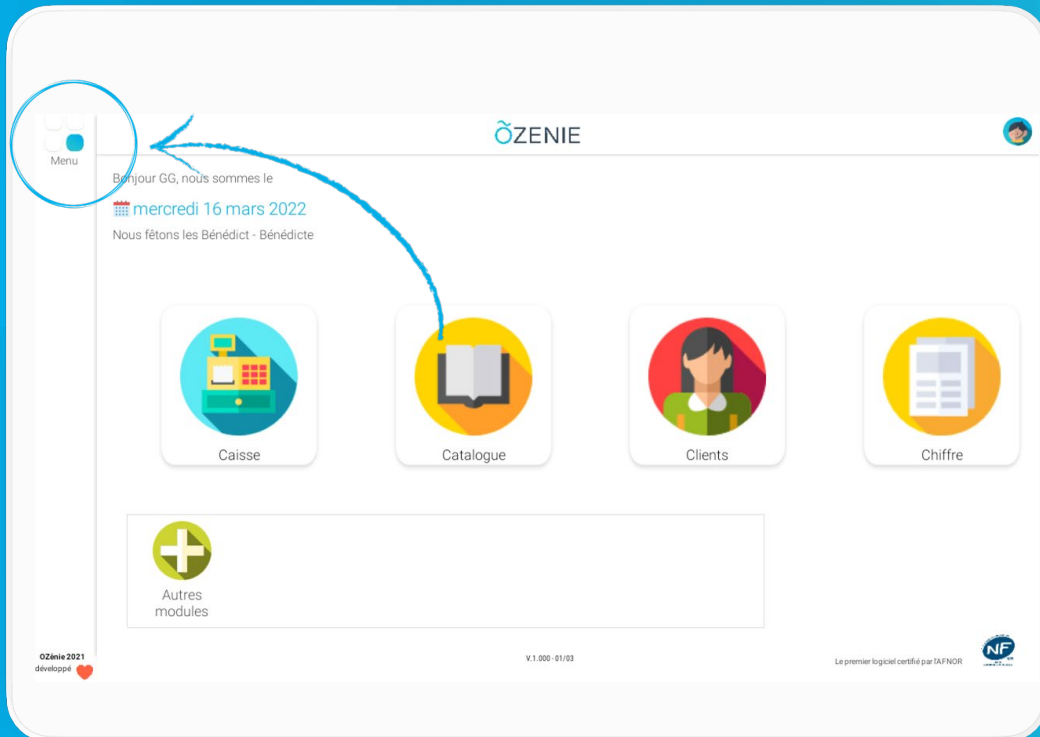 ÕZENIE
Menu
Bonjour GG, nous sommes le
mercredi 16 mars 2022
Nous fêtons les Bénédict - Bénédicte
Caisse
Catalogue
Clients
Chiffre
Autres
modules
OZénie 2021
développé
V.1.000 - 01/03
Le premier logiciel certifié par l'AFNOR
NF